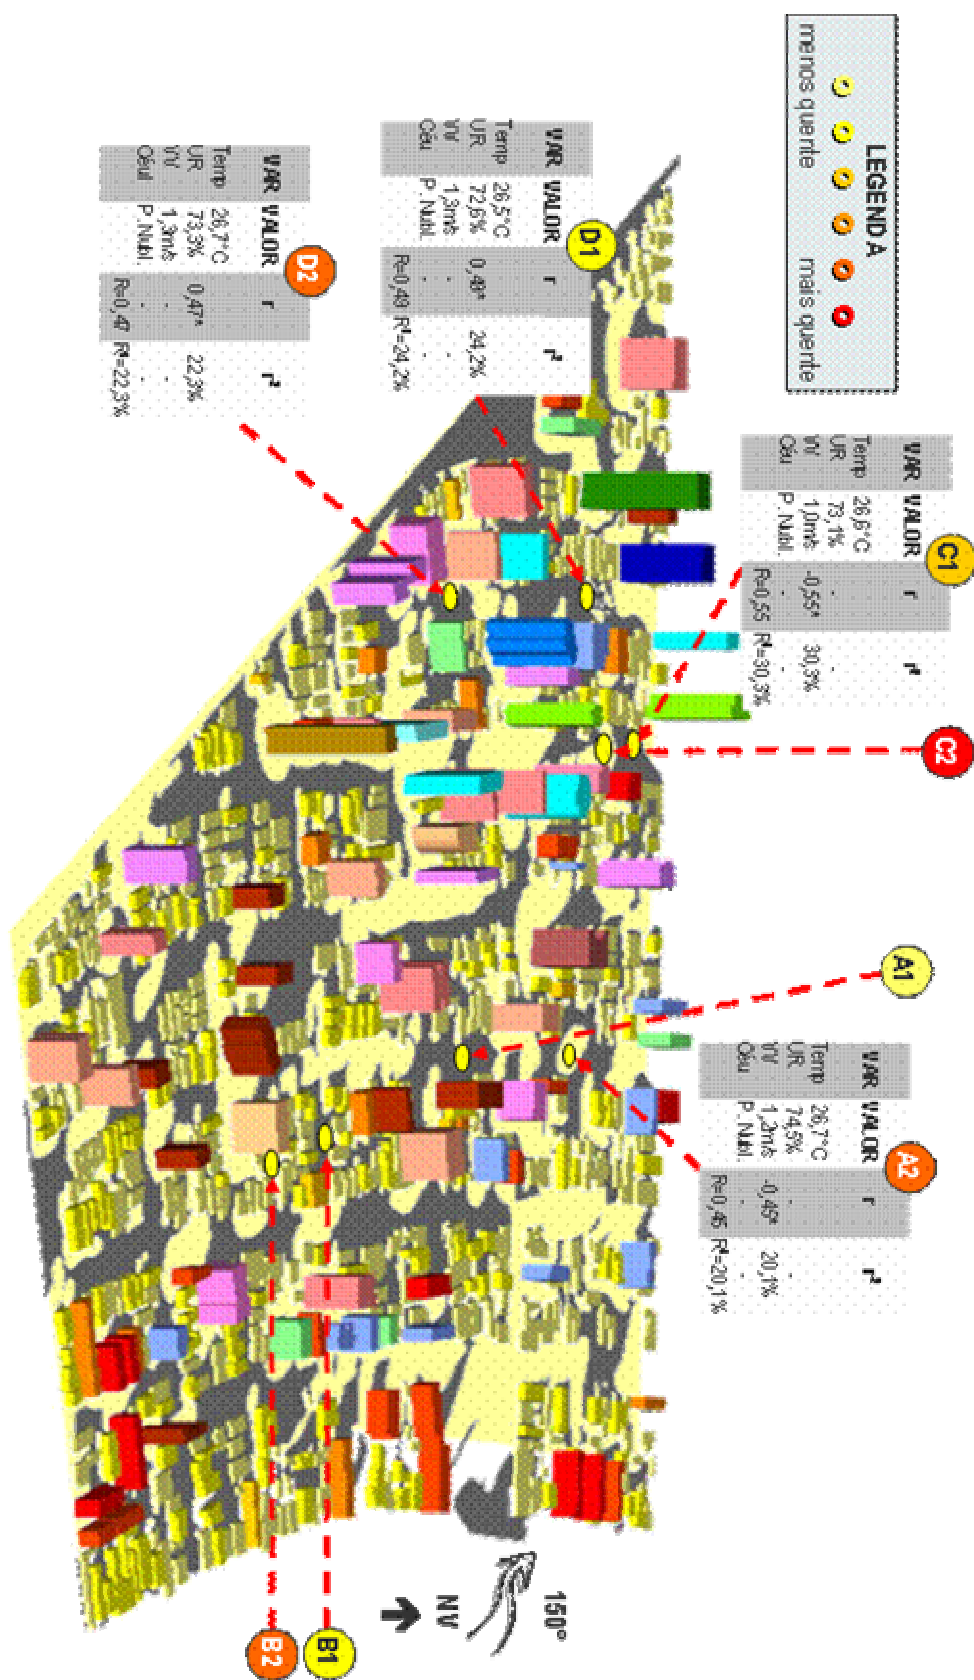 LEGENDA
menos quente mais quente
C1
VAR VALOR r r²
Temp 26,6°C - -
UR 73,1% - -
VV 1,0m/s -0,55* 30,3%
Céu P. Nubl. - -
R=0,55 R²=30,3%
C2
A1
A2
VAR VALOR r r²
Temp 26,7°C - -
UR 74,5% - -
VV 1,2m/s -0,45* 20,1%
Céu P. Nubl. - -
R=0,45 R²=20,1%
D1
VAR VALOR r r²
Temp 26,5°C
UR 72,6% 0,49* 24,2%
VV 1,3m/s - -
Céu P. Nubl. - -
R=0,49 R²=24,2%
D2
VAR VALOR r r²
Temp 26,7°C
UR 73,3% 0,47* 22,3%
VV 1,3m/s - -
Céu P. Nubl. - -
R=0,47 R²=22,3%
150°
NV
B1
B2